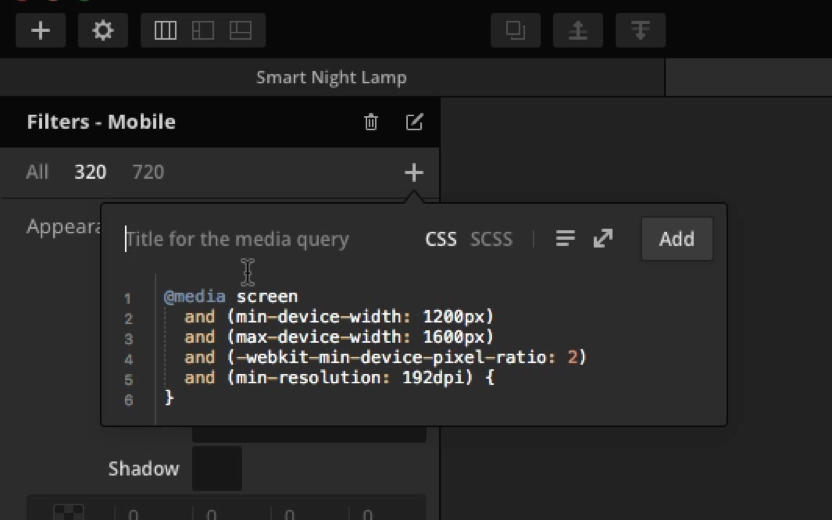 Smart Night Lamp
Filters - Mobile
All 320 720
Title for the media query CSS SCSS Add
1 @media screen
2 and (min-device-width: 1200px)
3 and (max-device-width: 1600px)
4 and (-webkit-min-device-pixel-ratio: 2)
5 and (min-resolution: 192dpi) {
6 }
Shadow
0 0 0 0